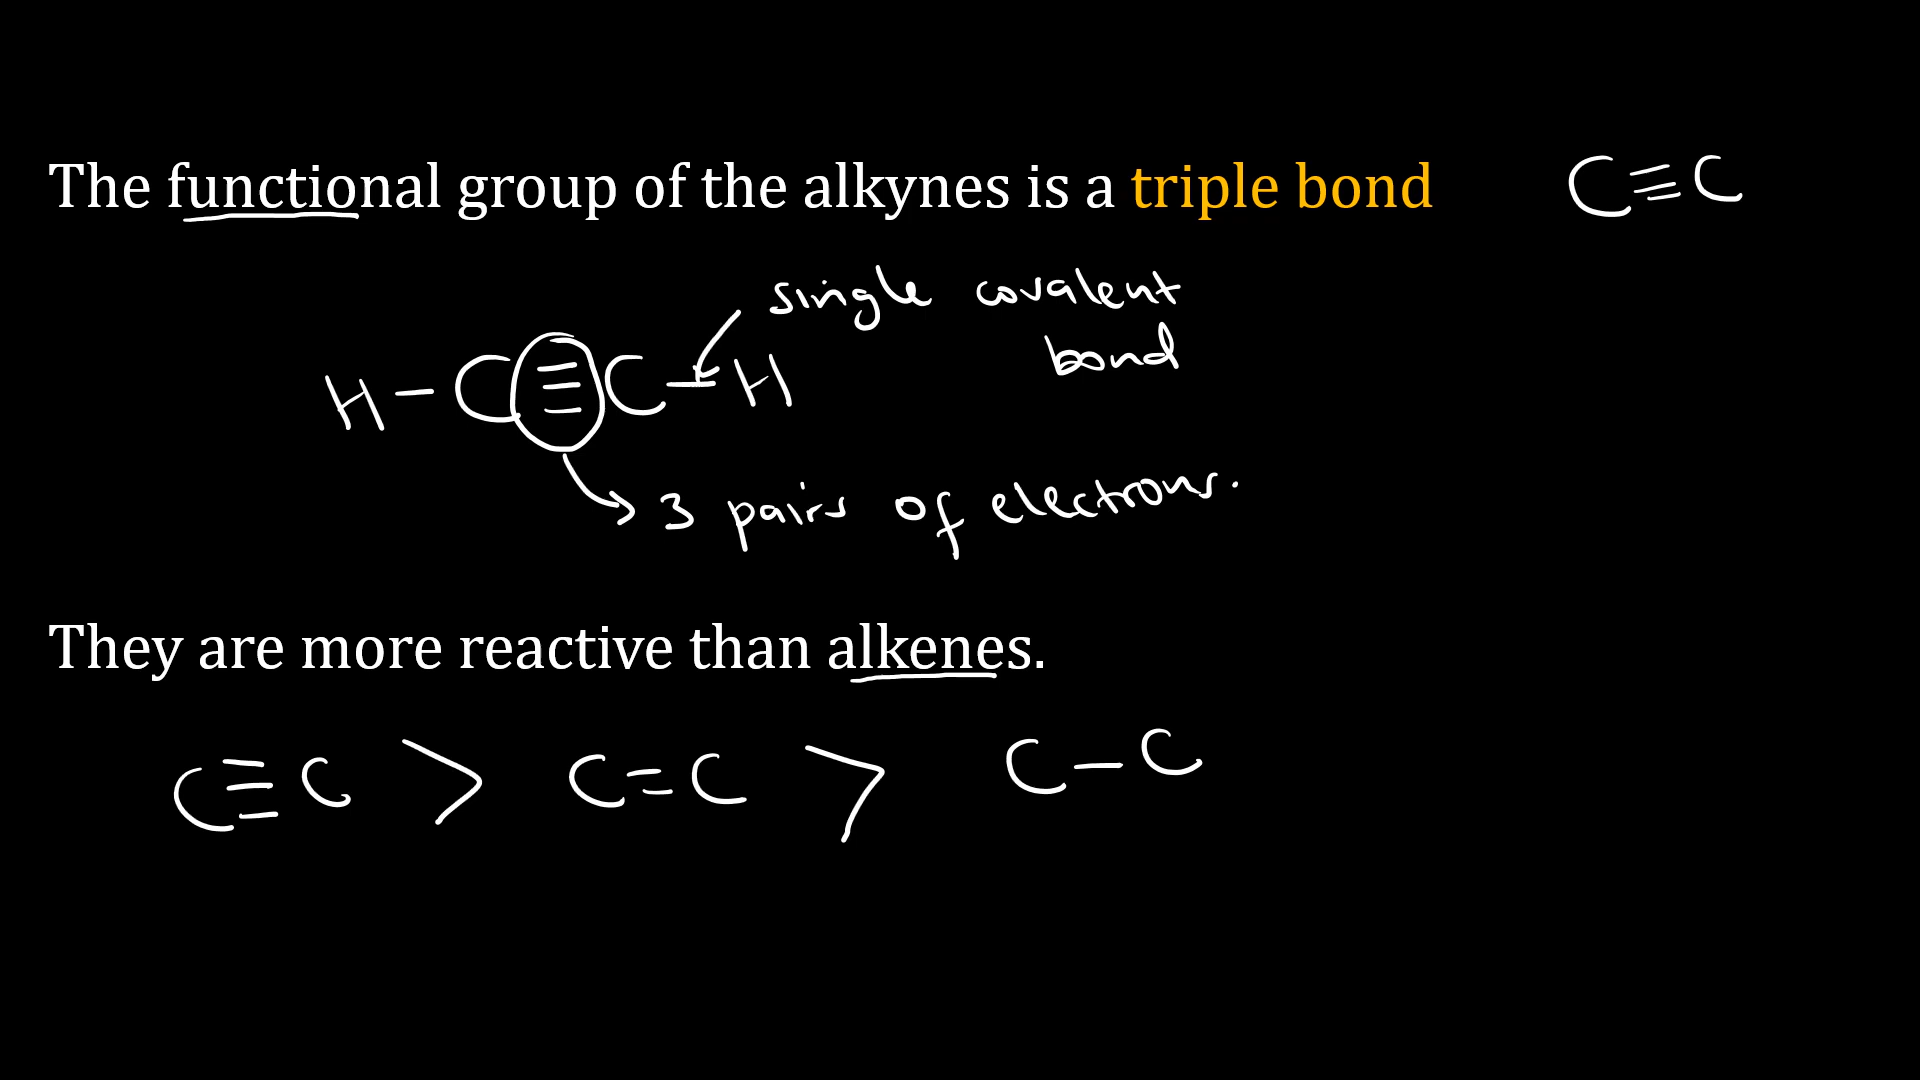 The functional group of the alkynes is a triple bond C≡C
single covalent
bond
H-C≡C-H
3 pairs of electrons.
They are more reactive than alkenes.
C≡C > C=C > C-C